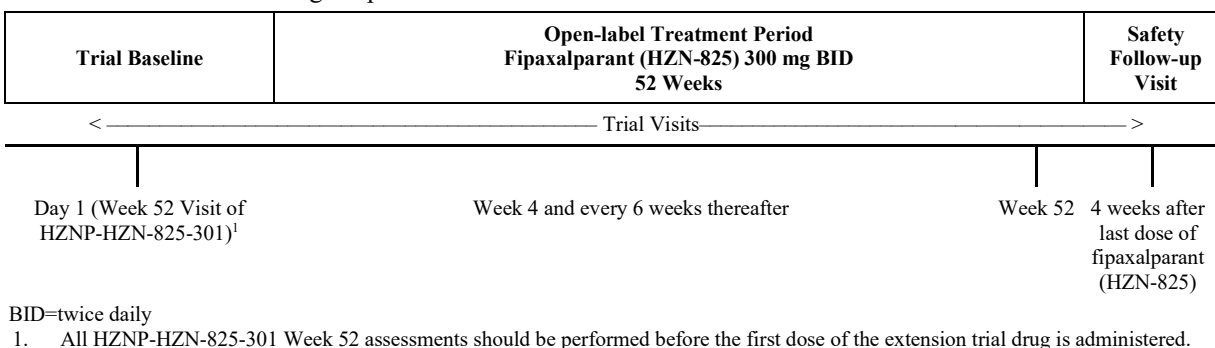 Trial Baseline
Open-label Treatment Period
Fipaxalparant (HZN-825) 300 mg BID
52 Weeks
Safety
Follow-up
Visit
< Trial Visits >
Day 1 (Week 52 Visit of
HZNP-HZN-825-301)1
Week 4 and every 6 weeks thereafter
Week 52
4 weeks after
last dose of
fipaxalparant
(HZN-825)
BID=twice daily
1. All HZNP-HZN-825-301 Week 52 assessments should be performed before the first dose of the extension trial drug is administered.